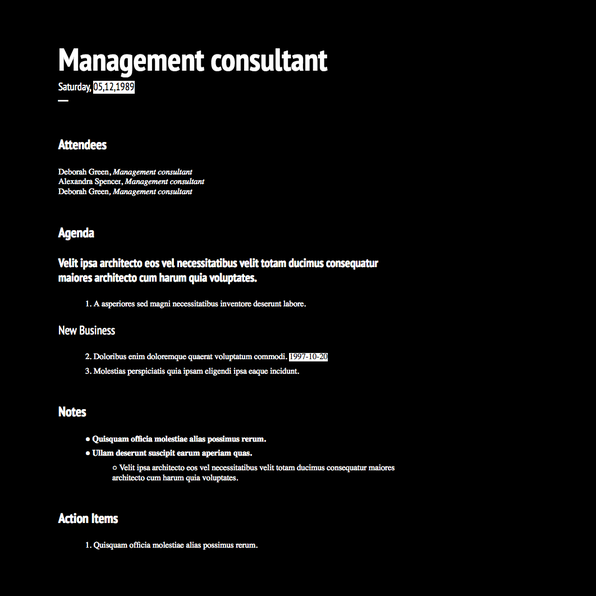 Management consultant
Saturday, 05,12,1989
Attendees
Deborah Green, Management consultant
Alexandra Spencer, Management consultant
Deborah Green, Management consultant
Agenda
Velit ipsa architecto eos vel necessitatibus velit totam ducimus consequatur
maiores architecto cum harum quia voluptates.
1. A asperiores sed magni necessitatibus inventore deserunt labore.
New Business
2. Doloribus enim doloremque quaerat voluptatum commodi. 1997-10-20
3. Molestias perspiciatis quia ipsam eligendi ipsa eaque incidunt.
Notes
● Quisquam officia molestiae alias possimus rerum.
● Ullam deserunt suscipit earum aperiam quas.
○ Velit ipsa architecto eos vel necessitatibus velit totam ducimus consequatur maiores
architecto cum harum quia voluptates.
Action Items
1. Quisquam officia molestiae alias possimus rerum.